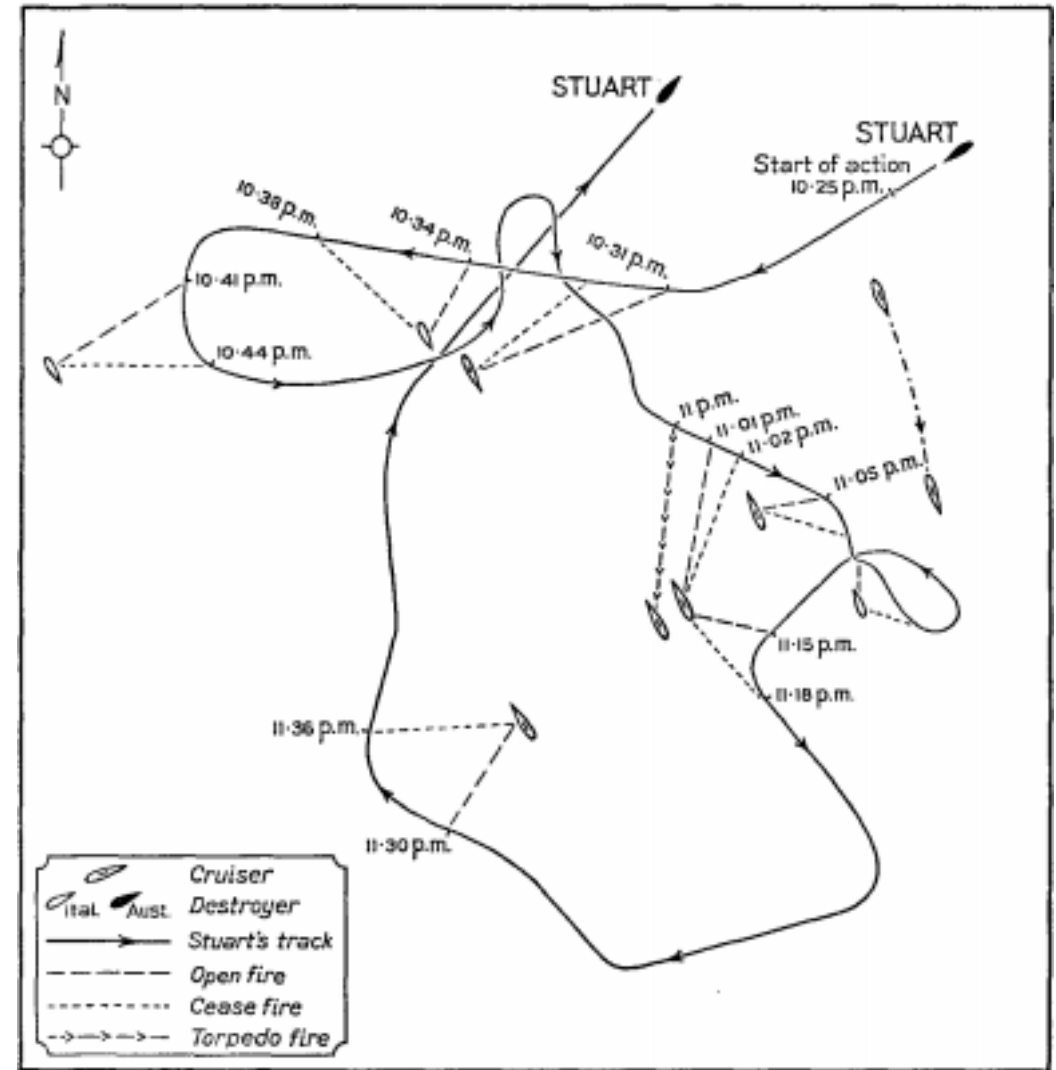 N
STUART
STUART
Start of action
10·25 p.m.
10·38 p.m.
10·34 p.m.
10·31 p.m.
10·41 p.m.
10·44 p.m.
11 p.m.
11·01 p.m.
11·02 p.m.
11·05 p.m.
11·15 p.m.
11·18 p.m.
11·36 p.m.
11·30 p.m.
Cruiser
Ital. Aust. Destroyer
Stuart's track
Open fire
Cease fire
Torpedo fire